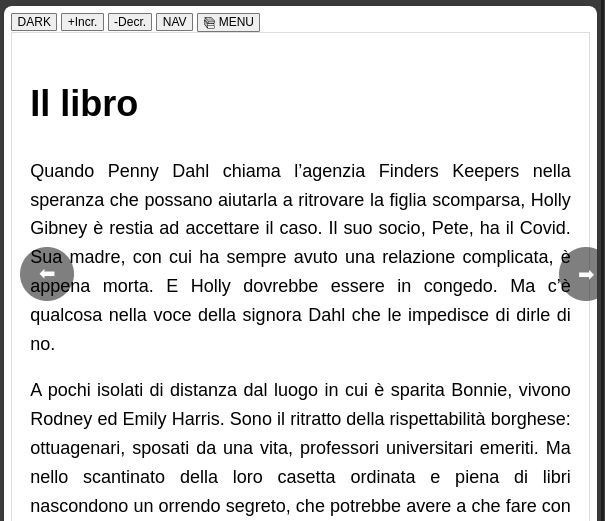 DARK +Incr. -Decr. NAV 📚 MENU
Il libro
Quando Penny Dahl chiama l’agenzia Finders Keepers nella
speranza che possano aiutarla a ritrovare la figlia scomparsa, Holly
Gibney è restia ad accettare il caso. Il suo socio, Pete, ha il Covid.
Sua madre, con cui ha sempre avuto una relazione complicata, è
appena morta. E Holly dovrebbe essere in congedo. Ma c’è
qualcosa nella voce della signora Dahl che le impedisce di dirle di
no.
A pochi isolati di distanza dal luogo in cui è sparita Bonnie, vivono
Rodney ed Emily Harris. Sono il ritratto della rispettabilità borghese:
ottuagenari, sposati da una vita, professori universitari emeriti. Ma
nello scantinato della loro casetta ordinata e piena di libri
nascondono un orrendo segreto, che potrebbe avere a che fare con